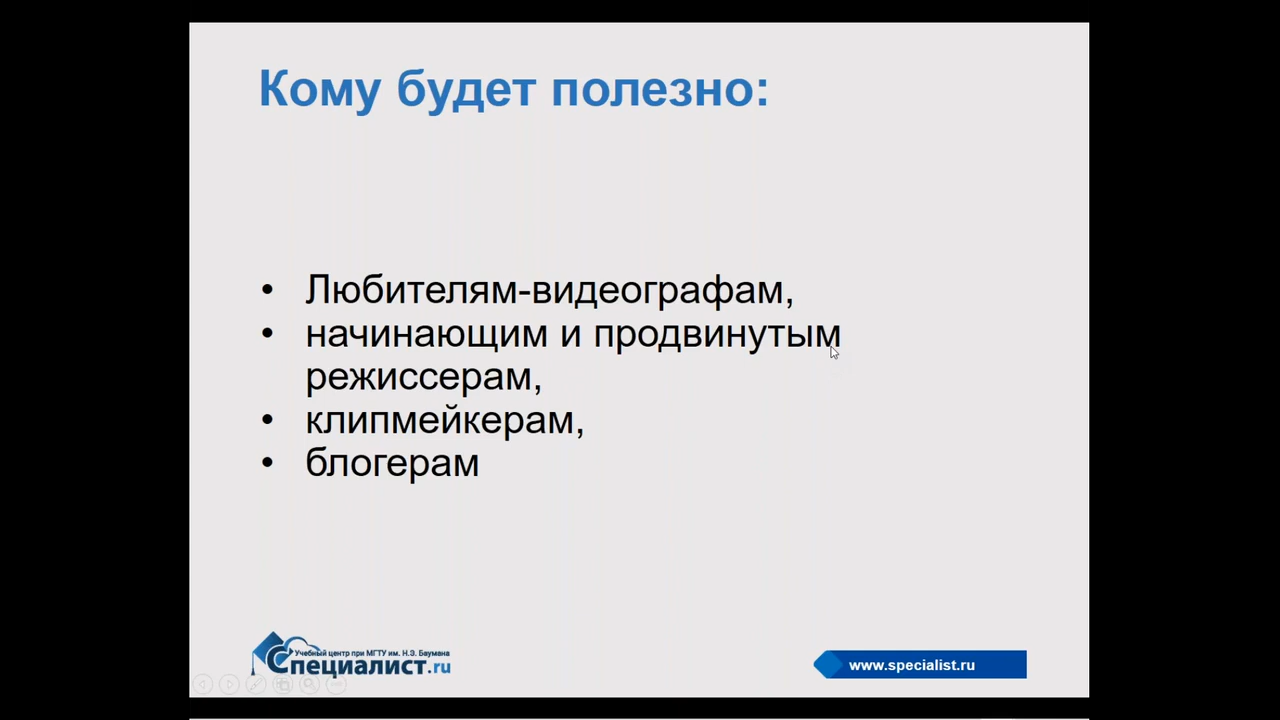 Кому будет полезно:
• Любителям-видеографам,
• начинающим и продвинутым
режиссерам,
• клипмейкерам,
• блогерам
Учебный центр при МГТУ им. Н.Э. Баумана
Специалист.ru
www.specialist.ru